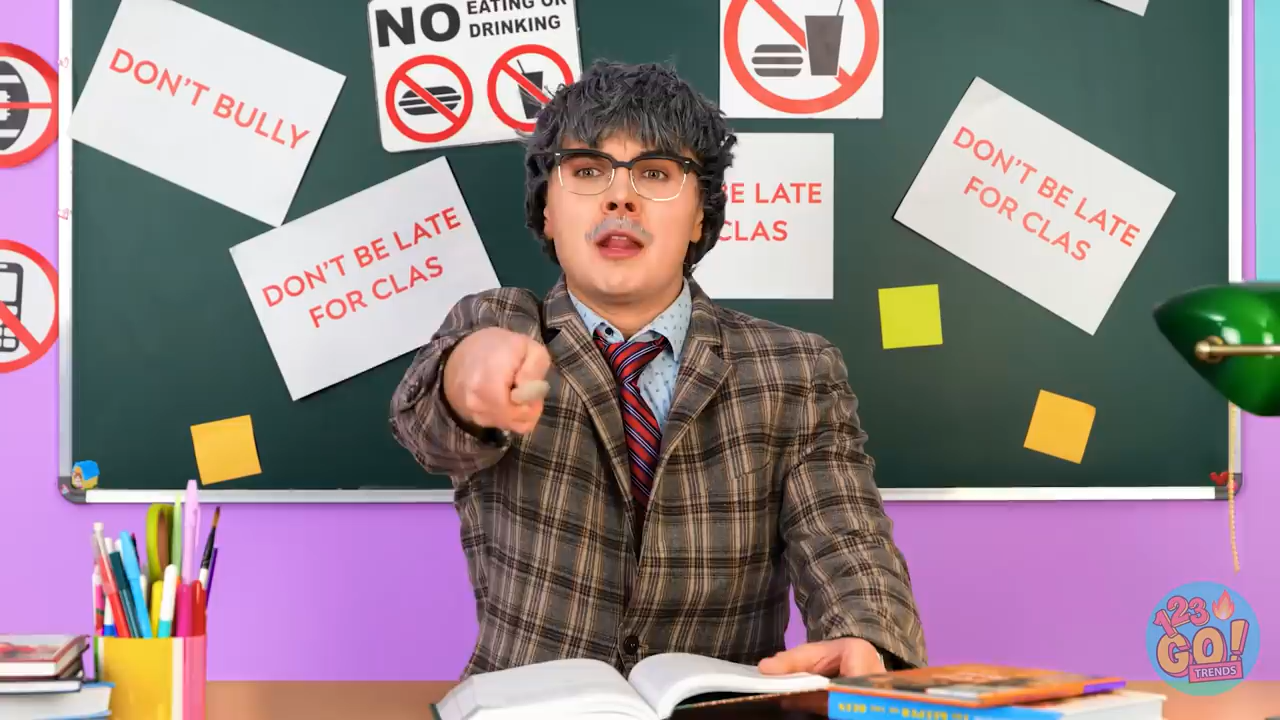 DON'T BULLY
NO
EATING OR
DRINKING
DON'T BE LATE
FOR CLAS
BE LATE
CLAS
DON'T BE LATE
FOR CLAS
123
GO!
TRENDS